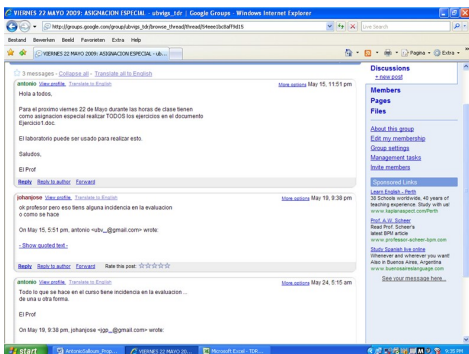 VIERNES 22 MAYO 2009: ASIGNACION ESPECIAL - ubvigs_tdr | Google Groups - Windows Internet Explorer
http://groups.google.com/group/ubvigs_tdr/browse_thread/thread/54eee1bc8aff9d15
Live Search
Bestand Bewerken Beeld Favorieten Extra Help
VIERNES 22 MAYO 2009: ASIGNACION ESPECIAL - ub...
Pagina Extra
3 messages - Collapse all - Translate all to English
antonio View profile Translate to English More options May 15, 11:51 pm
Hola a todos,
Para el proximo viernes 22 de Mayo durante las horas de clase tienen
como asignacion especial realizar TODOS los ejercicios en el documento
Ejercicio1.doc.
El laboratorio puede ser usado para realizar esto.
Saludos,
El Prof
Reply Reply to author Forward
johanjose View profile Translate to English More options May 19, 9:38 pm
ok profesor pero eso tienes alguna incidencia en la evaluacion
o como se hace
On May 15, 5:51 pm, antonio <ubv_@gmail.com> wrote:
- Show quoted text -
Reply Reply to author Forward Rate this post:
antonio View profile Translate to English More options May 24, 5:15 am
Todo lo que se hace en el curso tiene incidencia en la evaluacion ...
de una u otra forma.
El Prof
On May 19, 9:38 pm, johanjose <jgp_@gmail.com> wrote:
Discussions
+ new post
Members
Pages
Files
About this group
Edit my membership
Group settings
Management tasks
Invite members
Sponsored Links
Learn English - Perth
38 Schools worldwide, 40 years of
teaching experience. Study with us!
www.kaplanaspect.com/Perth
Prof. A.W. Scheer
Read Prof. Scheer's
latest BPM article
www.professor-scheer-bpm.com
Study Spanish live online
Whenever and wherever you want!
Also in Buenos Aires, Argentina
www.buenosaireslanguage.com
See your message here...
start
AntonioSalloum_Prop...
VIERNES 22 MAYO 20...
Microsoft Excel - TDR...
9:35 PM